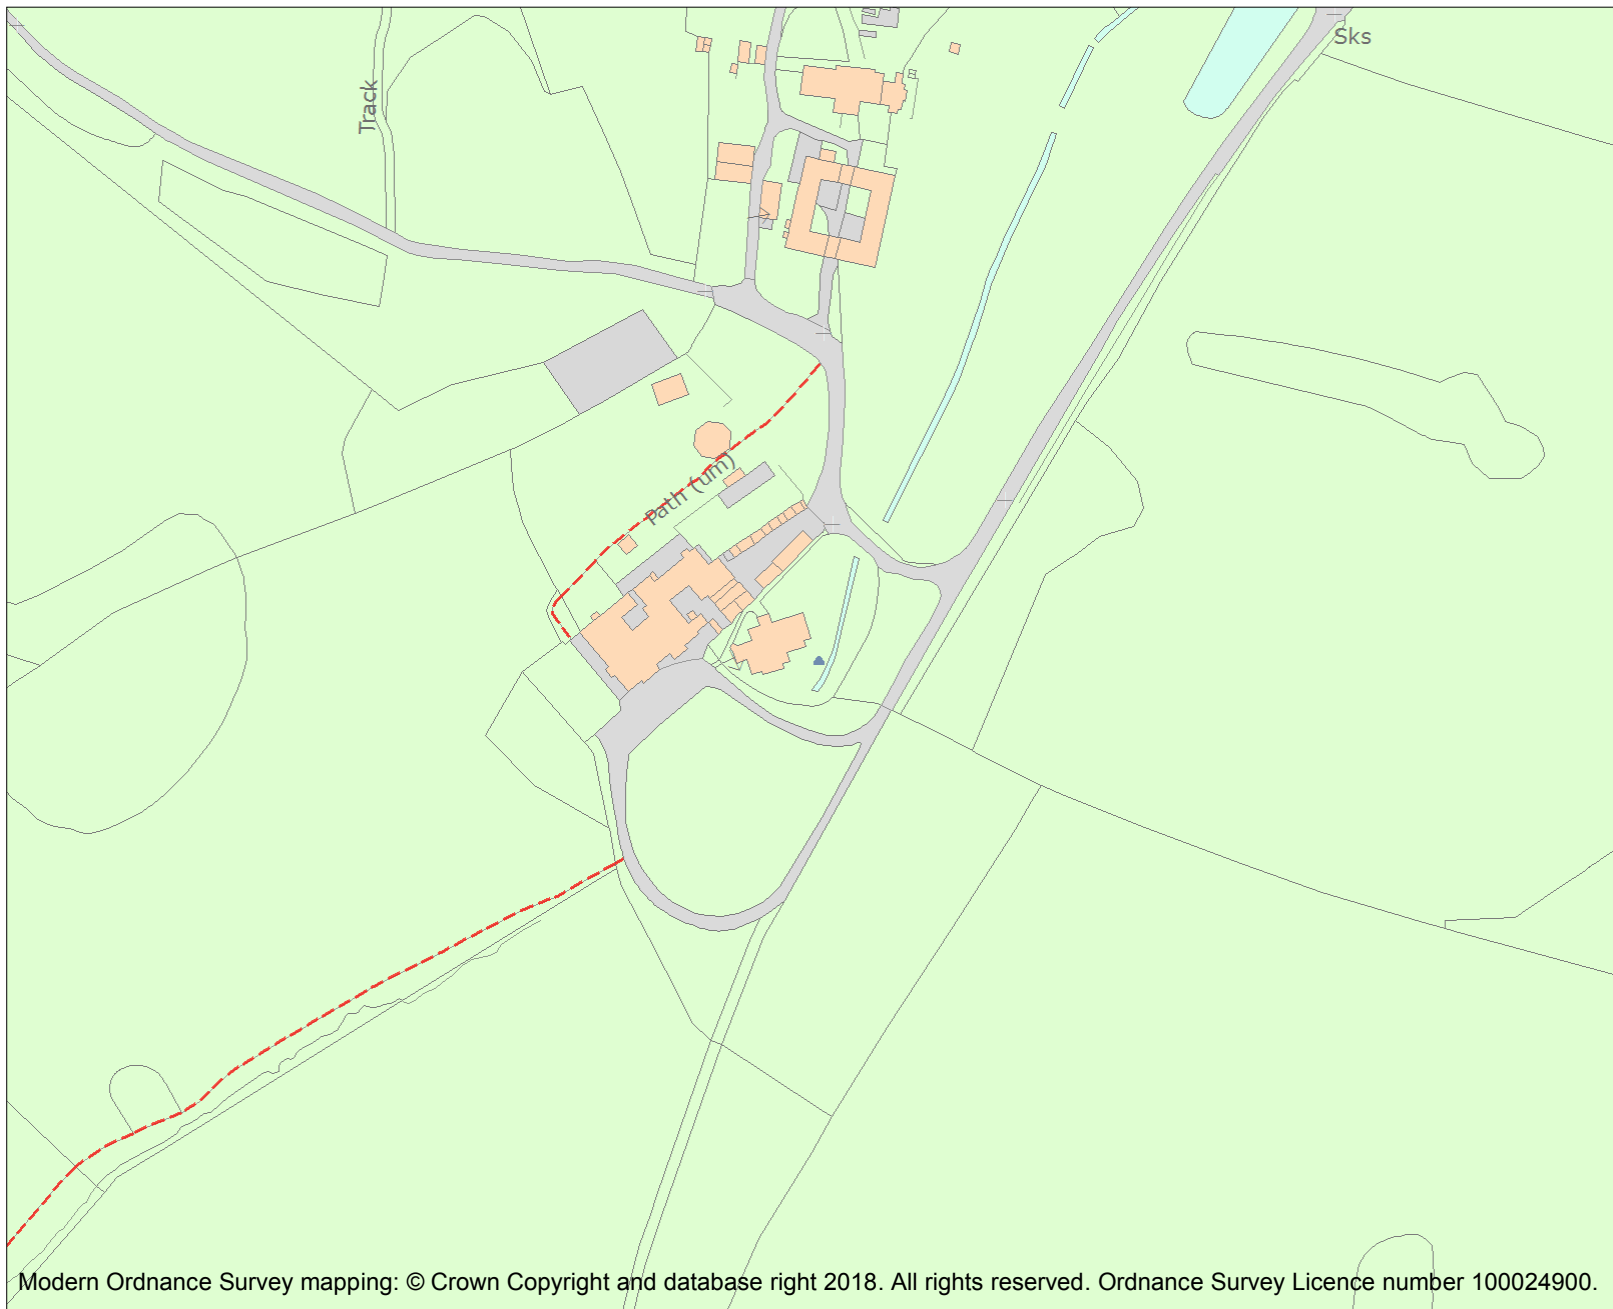 Sks
Track
Path (um)
Modern Ordnance Survey mapping: © Crown Copyright and database right 2018. All rights reserved. Ordnance Survey Licence number 100024900.